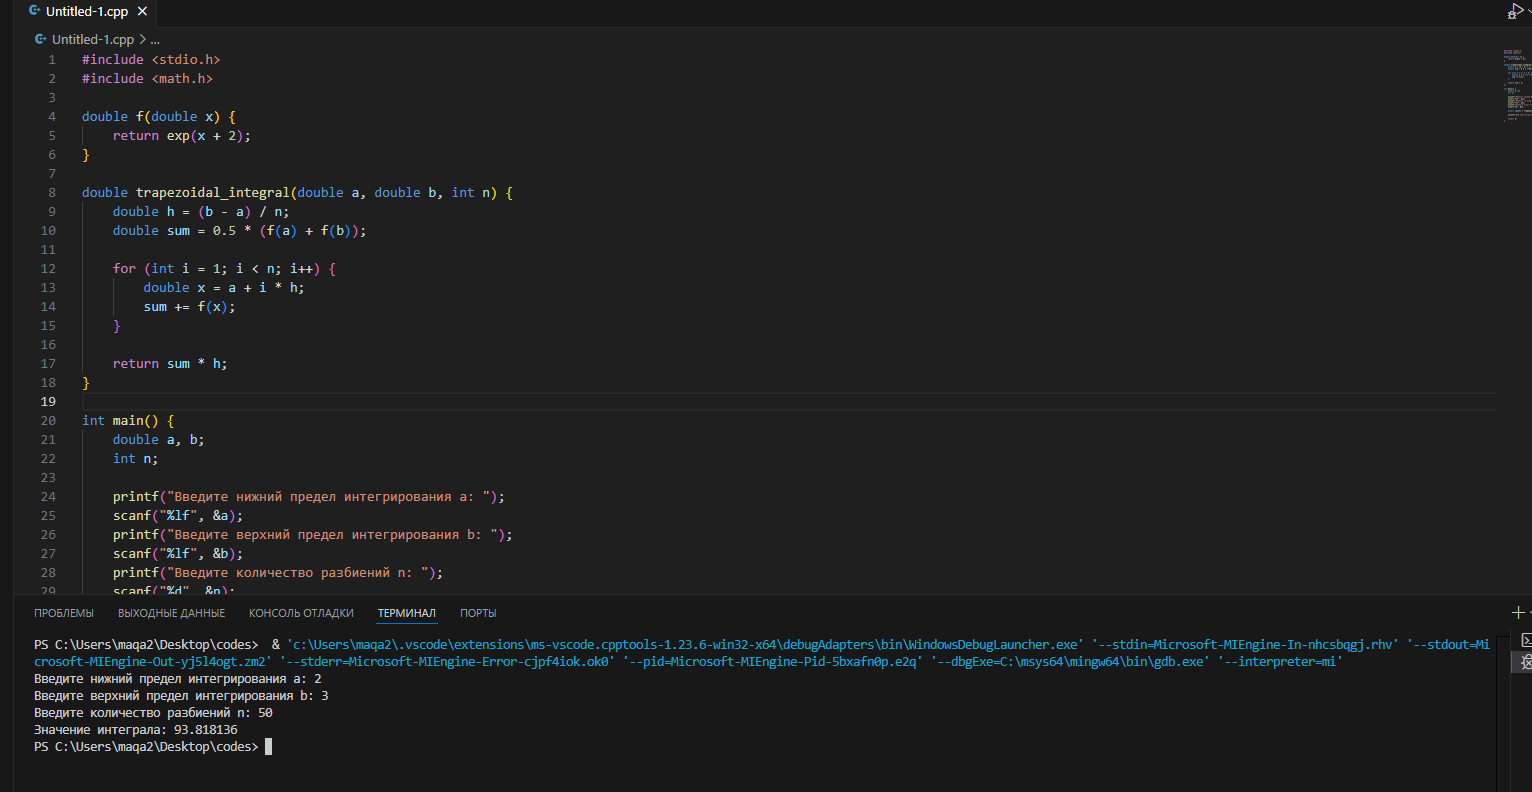 Untitled-1.cpp
Untitled-1.cpp > ...
1 #include <stdio.h>
2 #include <math.h>
3
4 double f(double x) {
5 return exp(x + 2);
6 }
7
8 double trapezoidal_integral(double a, double b, int n) {
9 double h = (b - a) / n;
10 double sum = 0.5 * (f(a) + f(b));
11
12 for (int i = 1; i < n; i++) {
13 double x = a + i * h;
14 sum += f(x);
15 }
16
17 return sum * h;
18 }
19
20 int main() {
21 double a, b;
22 int n;
23
24 printf("Введите нижний предел интегрирования a: ");
25 scanf("%lf", &a);
26 printf("Введите верхний предел интегрирования b: ");
27 scanf("%lf", &b);
28 printf("Введите количество разбиений n: ");
29 scanf("%d", &n);
ПРОБЛЕМЫ ВЫХОДНЫЕ ДАННЫЕ КОНСОЛЬ ОТЛАДКИ ТЕРМИНАЛ ПОРТЫ
PS C:\Users\maqa2\Desktop\codes> & 'c:\Users\maqa2\.vscode\extensions\ms-vscode.cpptools-1.23.6-win32-x64\debugAdapters\bin\WindowsDebugLauncher.exe' '--stdin=Microsoft-MIEngine-In-nhcsbqgj.rhv' '--stdout=Mi
crosoft-MIEngine-Out-yj5l4ogt.zm2' '--stderr=Microsoft-MIEngine-Error-cjpf4iok.ok0' '--pid=Microsoft-MIEngine-Pid-5bxafn0p.e2q' '--dbgExe=C:\msys64\mingw64\bin\gdb.exe' '--interpreter=mi'
Введите нижний предел интегрирования a: 2
Введите верхний предел интегрирования b: 3
Введите количество разбиений n: 50
Значение интеграла: 93.818136
PS C:\Users\maqa2\Desktop\codes>